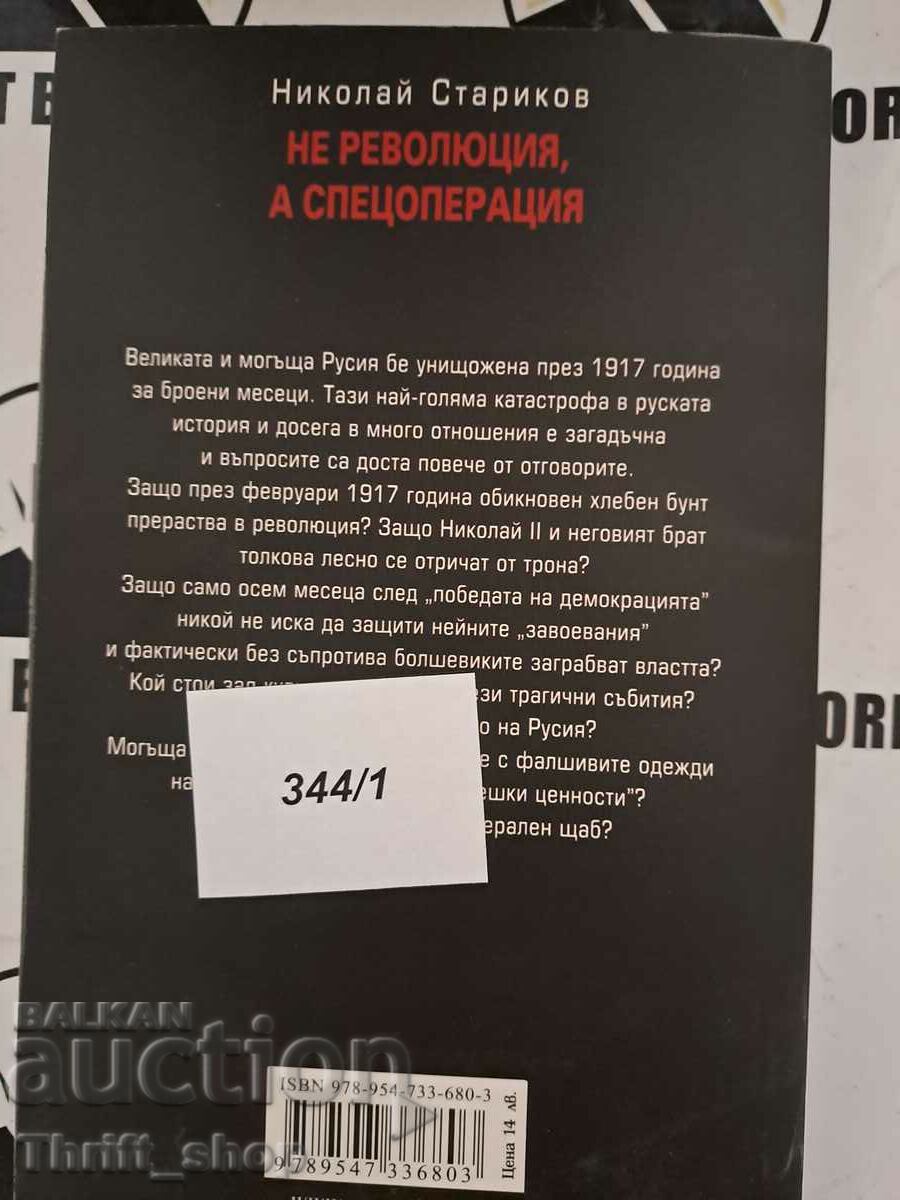 Николай Стариков
НЕ РЕВОЛЮЦИЯ,
А СПЕЦОПЕРАЦИЯ
Великата и могъща Русия бе унищожена през 1917 година
за броени месеци. Тази най-голяма катастрофа в руската
история и досега в много отношения е загадъчна
и въпросите са доста повече от отговорите.
Защо през февруари 1917 година обикновен хлебен бунт
прераства в революция? Защо Николай II и неговият брат
толкова лесно се отричат от трона?
Защо само осем месеца след „победата на демокрацията”
никой не иска да защити нейните „завоевания”
и фактически без съпротива болшевиките заграбват властта?
Кой стои зад трагични събития?
на Русия?
Могъща с фалшивите одежди
на ценности”?
щаб?
344/1
BALKAN
auction
Thrift_shop
ISBN 978-954-733-680-3
9789547336803
Цена 14 лв.